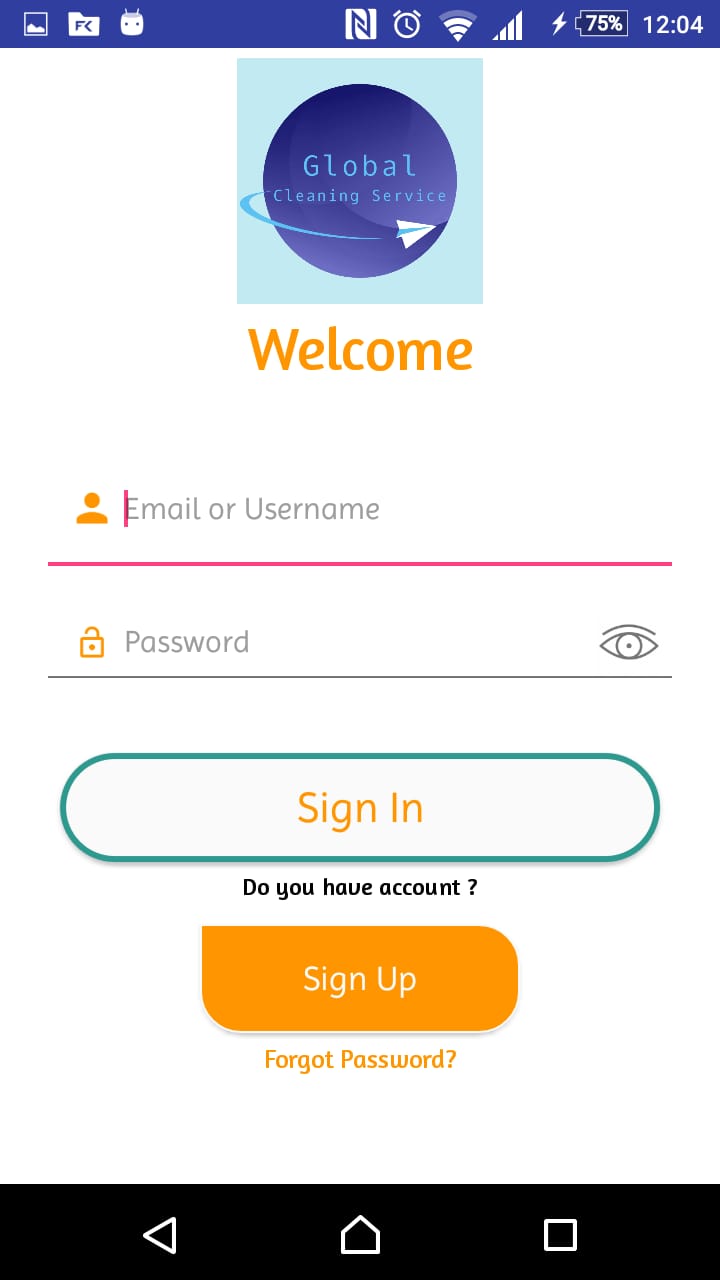 FK
75%
12:04
Global
Cleaning Service
Welcome
Email or Username
Password
Sign In
Do you have account ?
Sign Up
Forgot Password?